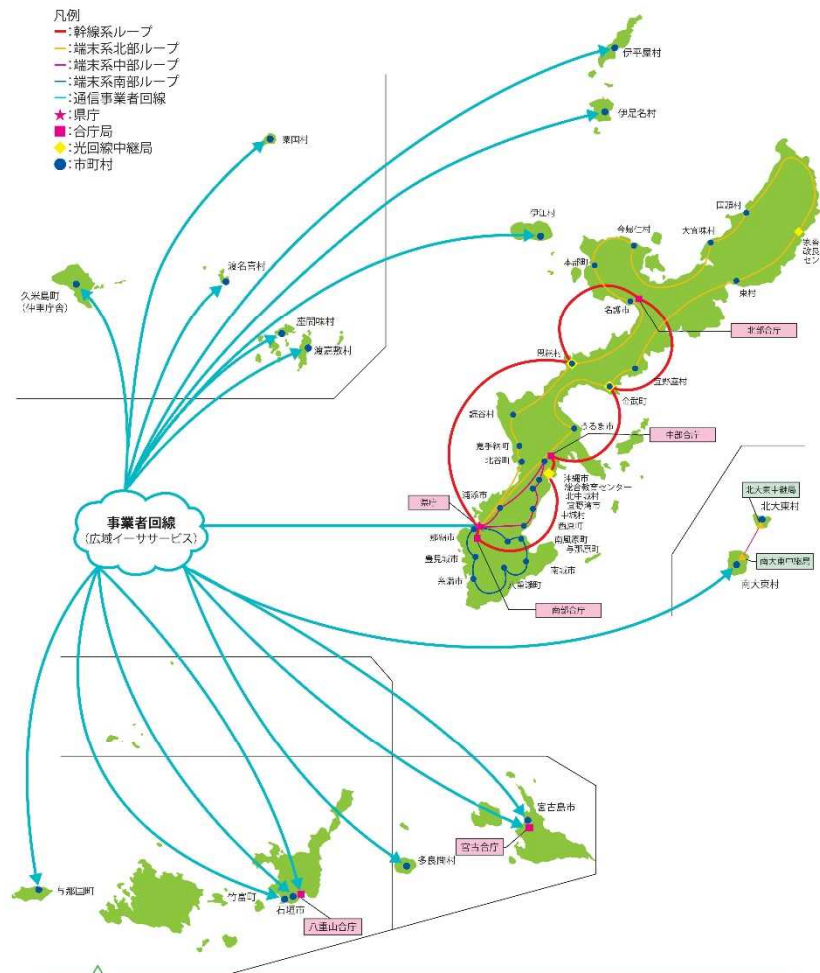 凡例
:幹線系ループ
:端末系北部ループ
:端末系中部ループ
:端末系南部ループ
:通信事業者回線
:県庁
:合庁局
:光回線中継局
:市町村
伊平屋村
伊是名村
粟国村
伊江村
国頭村
今帰仁村
大宜味村
本部町
東村
久米島町
渡名喜村
名護市
北部合庁
座間味村
渡嘉敷村
恩納村
宜野座村
金武町
読谷村
うるま市
中部合庁
嘉手納町
北谷町
沖縄市
総合教育センター
北中城村
宜野湾市
中城村
西原町
浦添市
県庁
事業者回線
(広域イーササービス)
那覇市
南風原町
与那原町
豊見城市
南城市
糸満市
八重瀬町
南部合庁
北大東中継局
北大東村
南大東中継局
南大東村
宮古島市
宮古合庁
多良間村
与那国町
竹富町
石垣市
八重山合庁